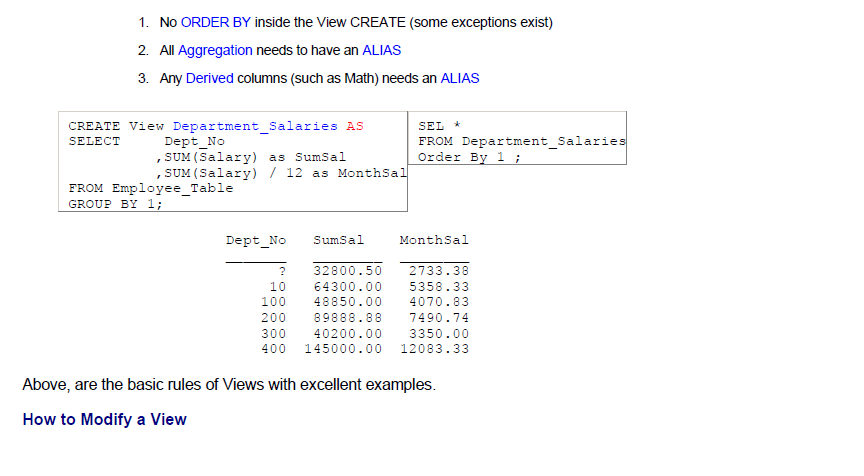 1. No ORDER BY inside the View CREATE (some exceptions exist)
2. All Aggregation needs to have an ALIAS
3. Any Derived columns (such as Math) needs an ALIAS
CREATE View Department_Salaries AS
SELECT Dept_No
,SUM(Salary) as SumSal
,SUM(Salary) / 12 as MonthSal
FROM Employee_Table
GROUP BY 1;
SEL *
FROM Department_Salaries
Order By 1 ;
Dept_No SumSal MonthSal
? 32800.50 2733.38
10 64300.00 5358.33
100 48850.00 4070.83
200 89888.88 7490.74
300 40200.00 3350.00
400 145000.00 12083.33
Above, are the basic rules of Views with excellent examples.
How to Modify a View